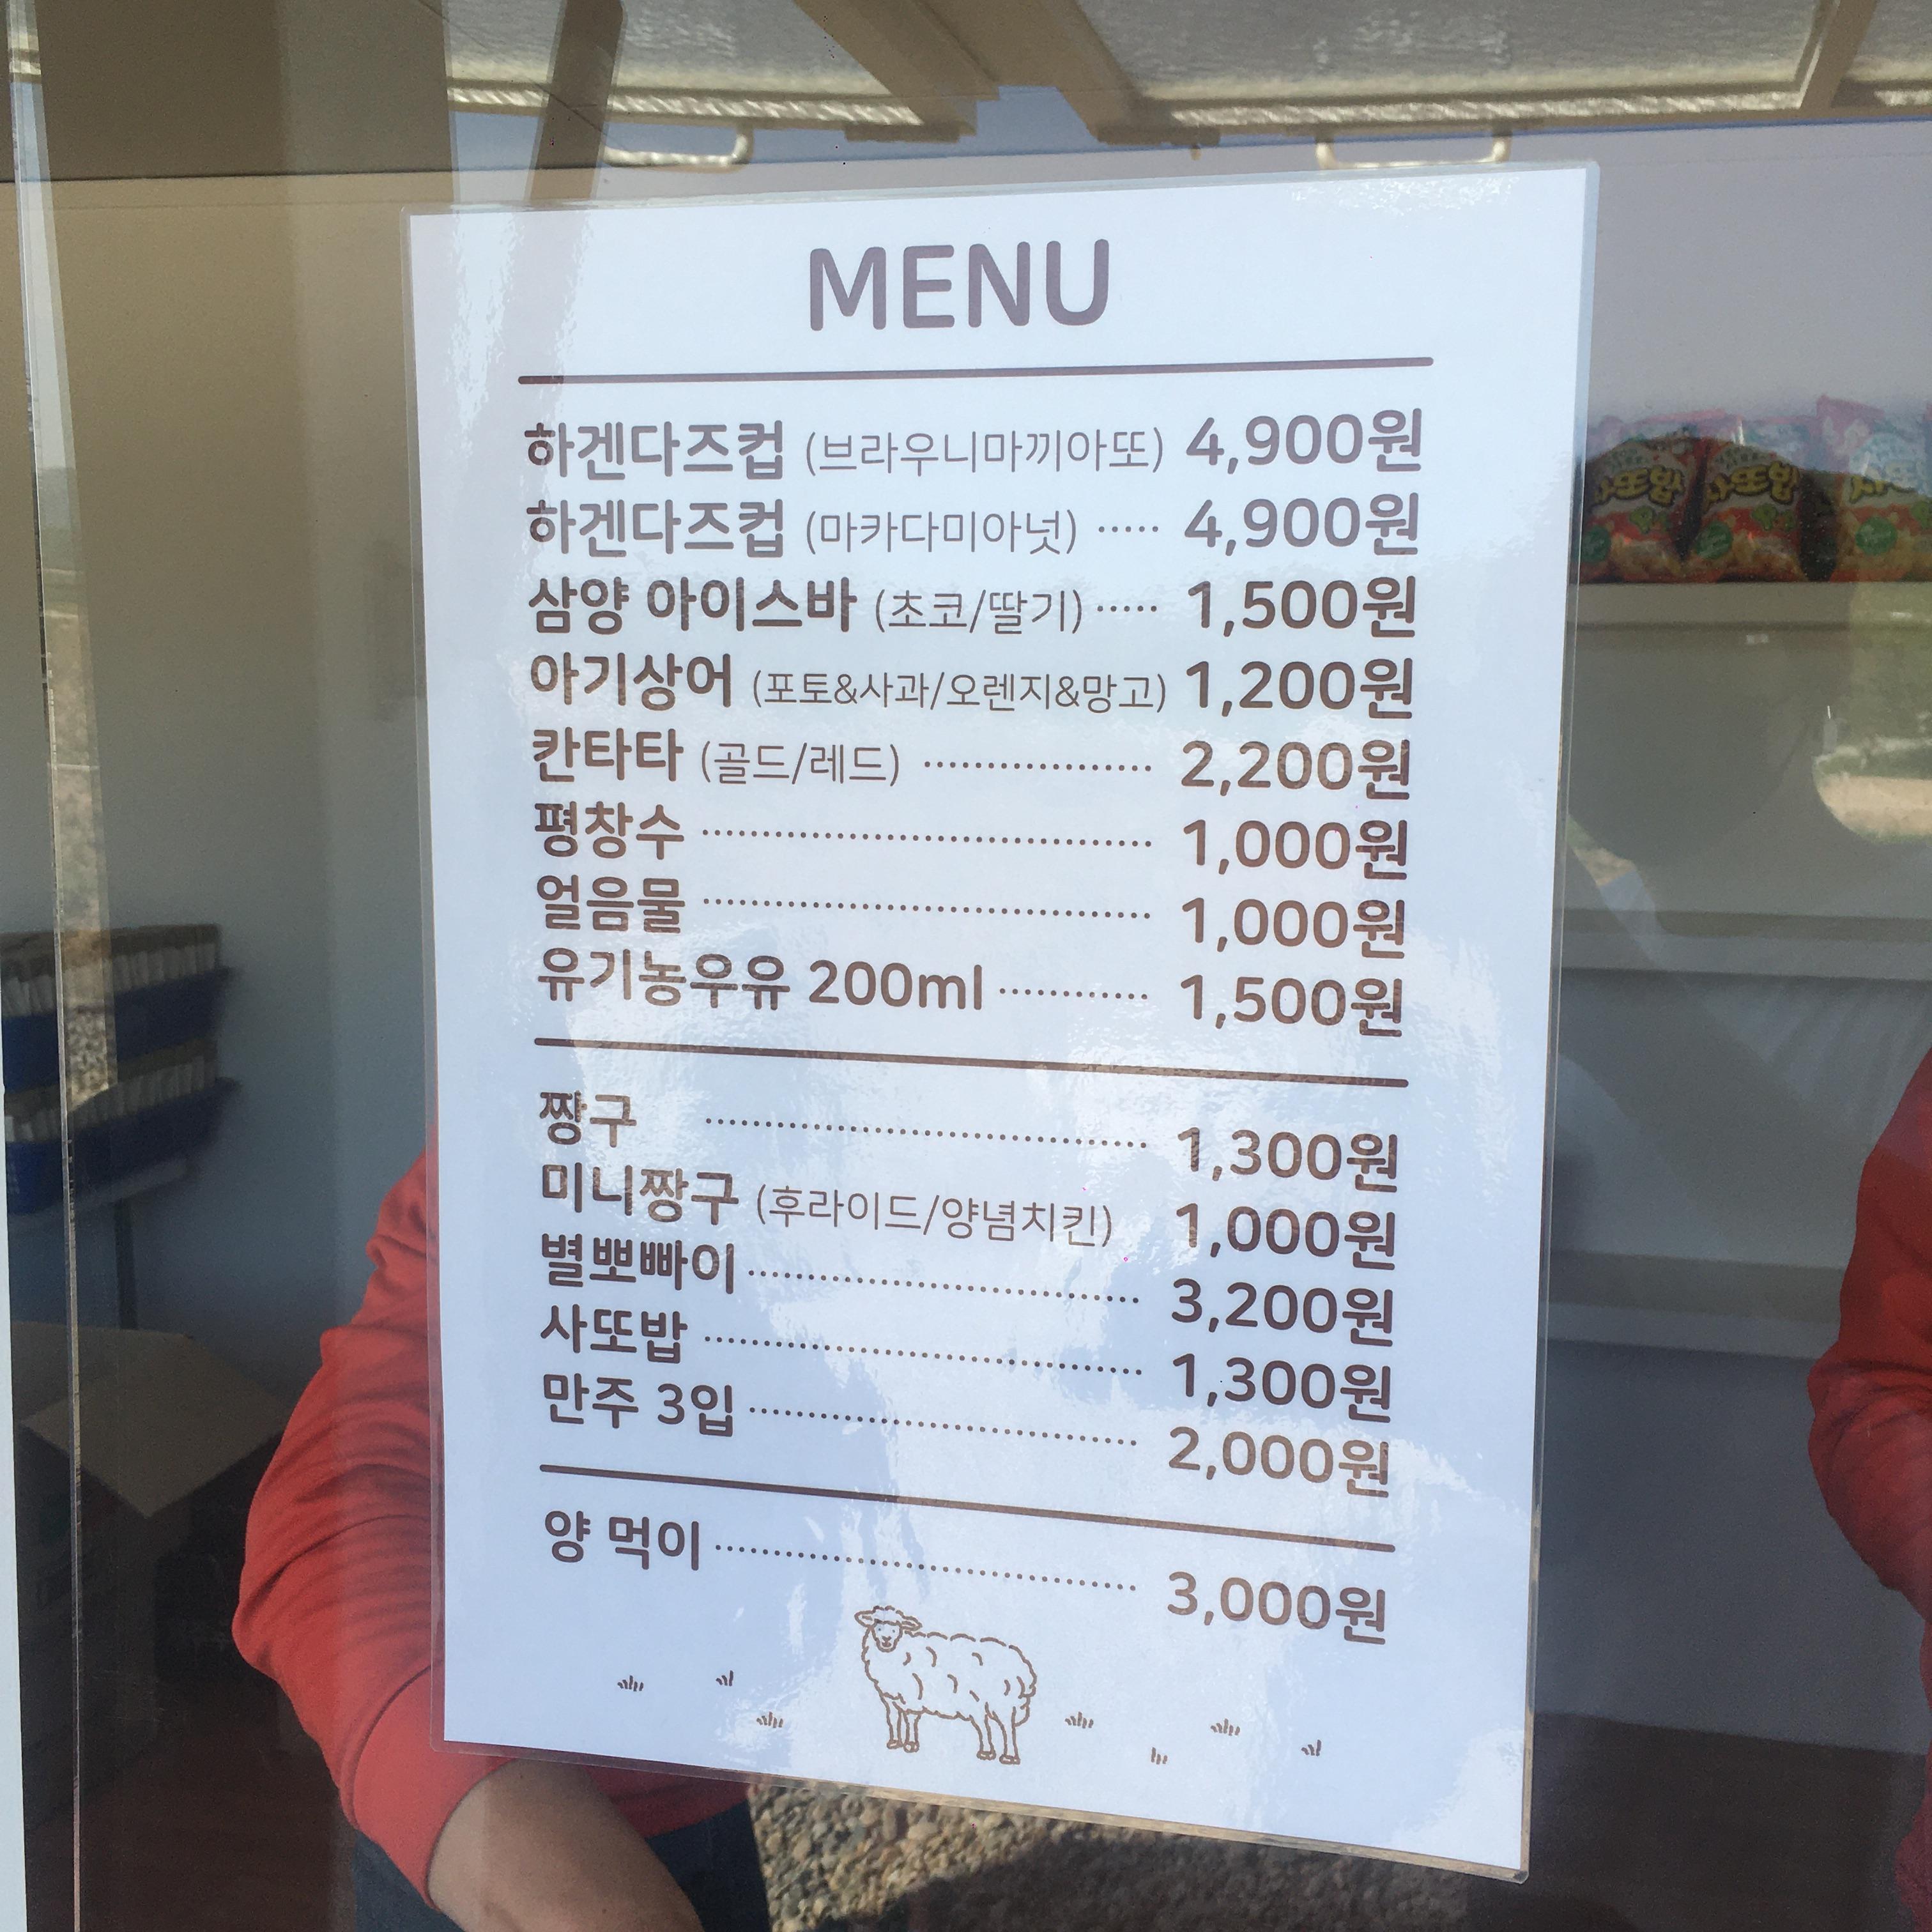 MENU
하겐다즈컵 (브라우니마끼아또) 4,900원
하겐다즈컵 (마카다미아넛) ····· 4,900원
삼양 아이스바 (초코/딸기) ····· 1,500원
아기상어 (포토&사과/오렌지&망고) 1,200원
칸타타 (골드/레드) ··················· 2,200원
평창수 ····································· 1,000원
얼음물 ····································· 1,000원
유기농우유 200ml ············ 1,500원
짱구 ···································· 1,300원
미니짱구 (후라이드/양념치킨) 1,000원
별뽀빠이 ································ 3,200원
사또밥 ···································· 1,300원
만주 3입 ································ 2,000원
양 먹이 ··································· 3,000원
사또밥
사또밥